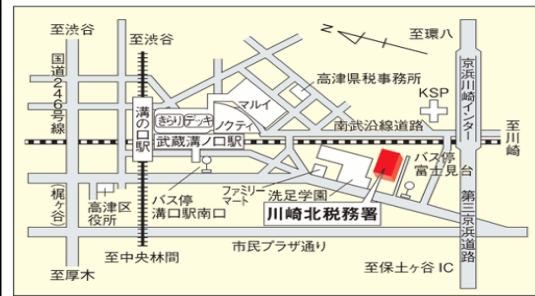 至渋谷
至渋谷
至環八
国道246号線
(梶ヶ谷)
高津県税事務所
KSP
京浜川崎インター
マルイ
きらりデッキ
ノクティ
溝の口駅
武蔵溝ノ口駅
南武沿線道路
至川崎
バス停
富士見台
高津区
役所
バス停
溝口駅南口
ファミリー
マート
洗足学園
川崎北税務署
第三京浜道路
市民プラザ通り
至中央林間
至厚木
至保土ヶ谷IC